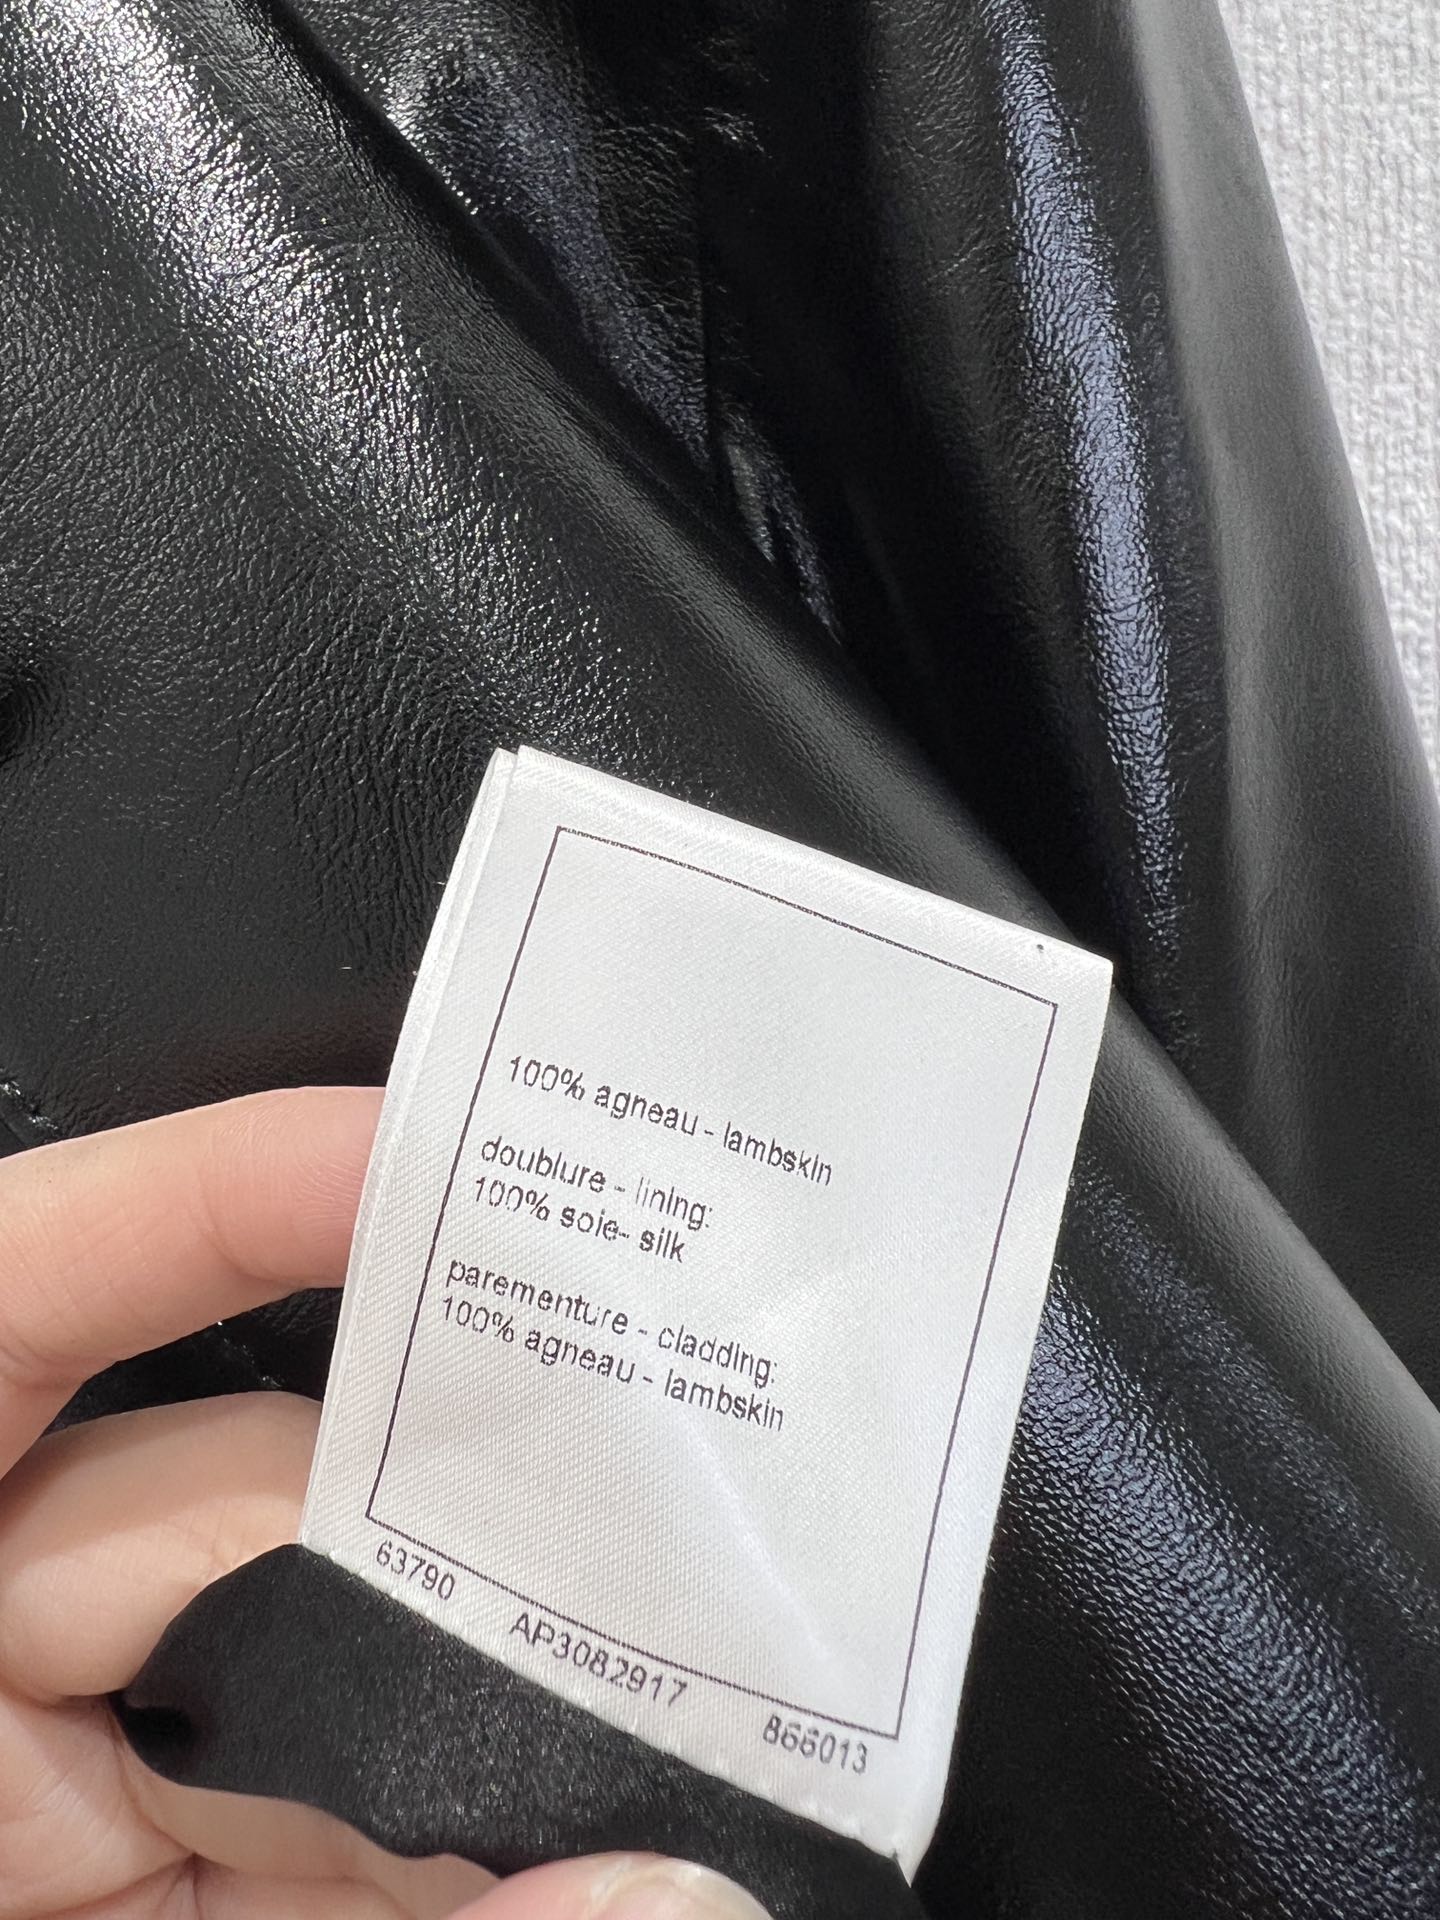 100% agneau - lambskin
doublure - lining:
100% soie- silk
parementure - cladding:
100% agneau - lambskin
63790 AP3082917 866013